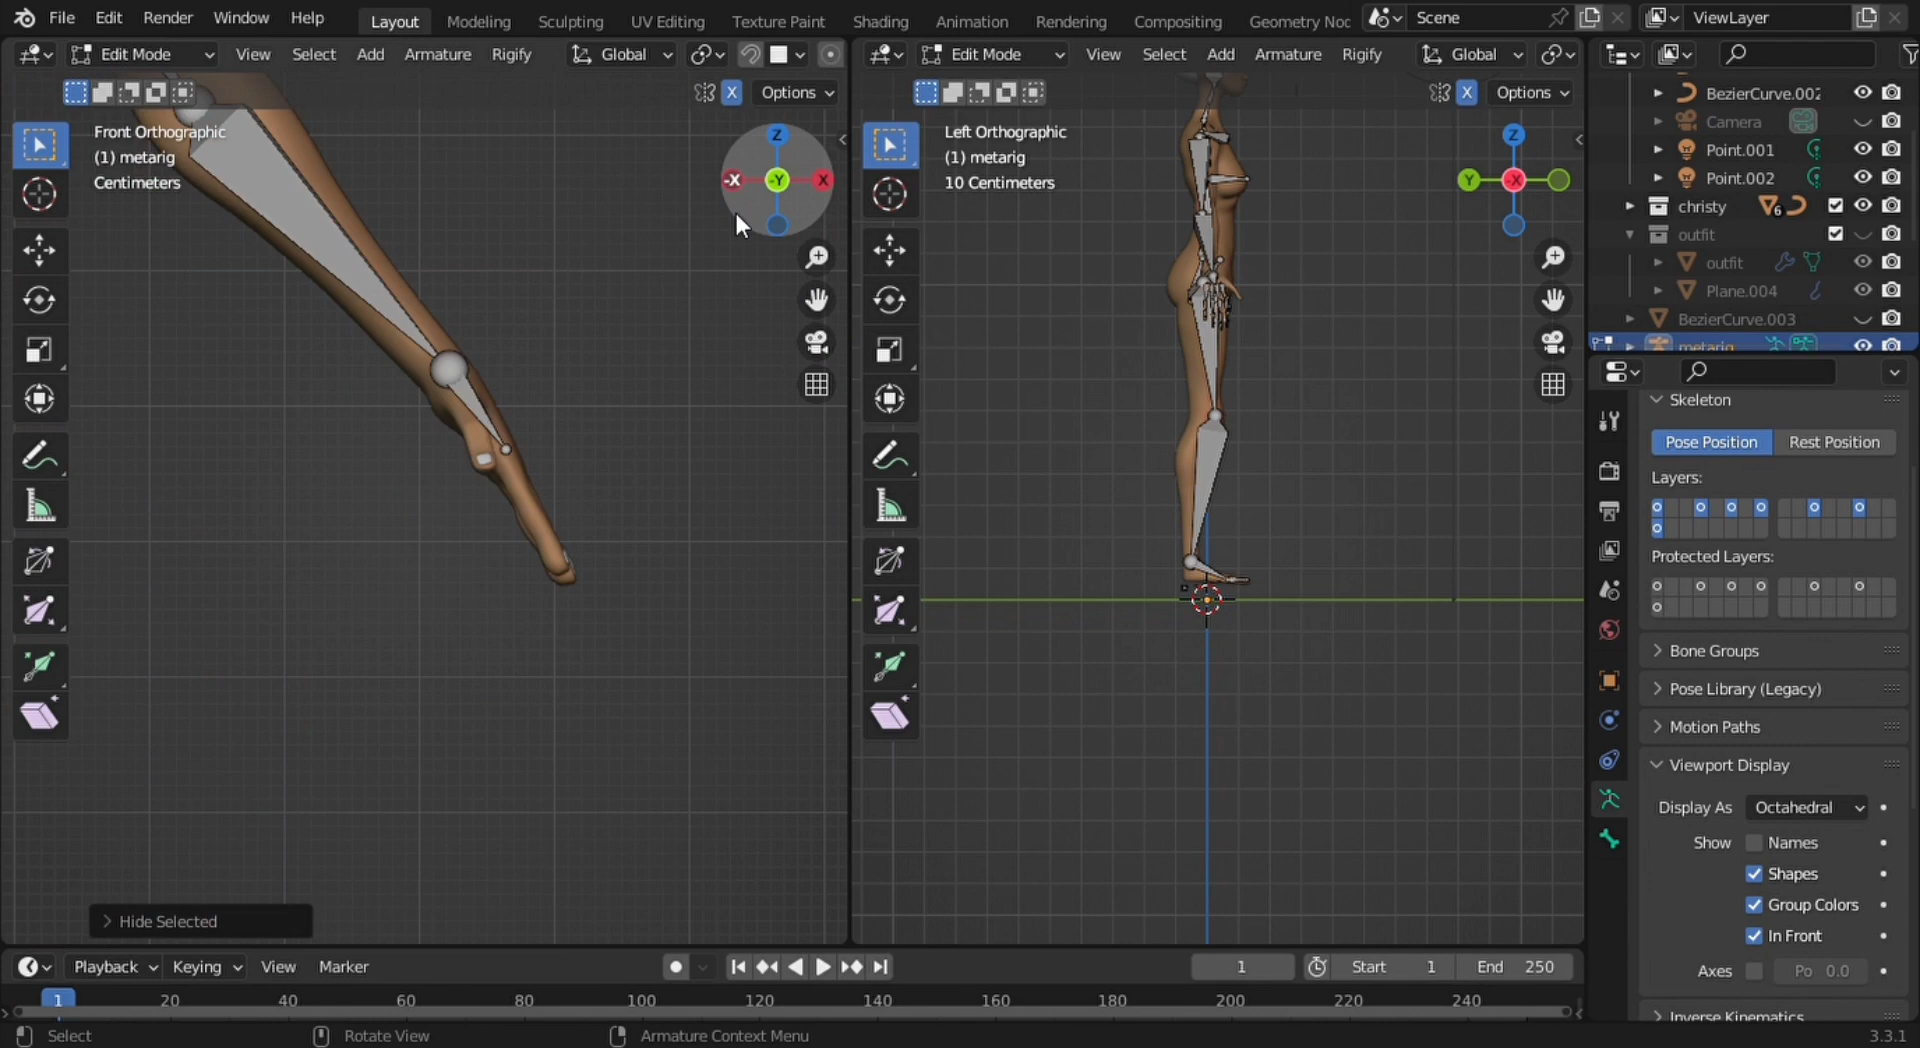 File Edit Render Window Help Layout Modeling Sculpting UV Editing Texture Paint Shading Animation Rendering Compositing Geometry Noc Scene ViewLayer
Edit Mode View Select Add Armature Rigify Global Edit Mode View Select Add Armature Rigify Global
X Options X Options
Front Orthographic
(1) metarig
Centimeters
Z
-X -Y X
Left Orthographic
(1) metarig
10 Centimeters
Z
Y -X
BezierCurve.002
Camera
Point.001
Point.002
christy 6
outfit
outfit
Plane.004
BezierCurve.003
metarig
Skeleton
Pose Position Rest Position
Layers:
Protected Layers:
Bone Groups
Pose Library (Legacy)
Motion Paths
Viewport Display
Display As Octahedral
Show Names
Shapes
Group Colors
In Front
Axes Po 0.0
Inverse Kinematics
Hide Selected
Playback Keying View Marker 1 Start 1 End 250
1 20 40 60 80 100 120 140 160 180 200 220 240
Select Rotate View Armature Context Menu 3.3.1